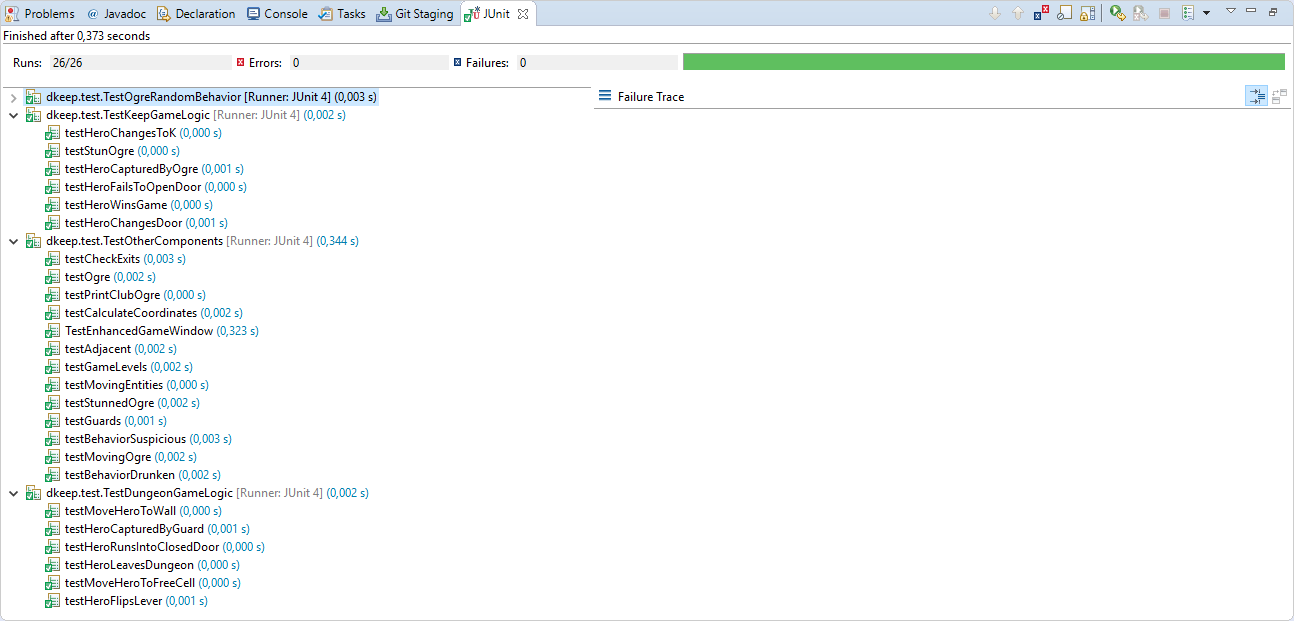 Problems @ Javadoc Declaration Console Tasks Git Staging JUnit
Finished after 0,373 seconds
Runs: 26/26 Errors: 0 Failures: 0
dkeep.test.TestOgreRandomBehavior [Runner: JUnit 4] (0,003 s) Failure Trace
dkeep.test.TestKeepGameLogic [Runner: JUnit 4] (0,002 s)
testHeroChangesToK (0,000 s)
testStunOgre (0,000 s)
testHeroCapturedByOgre (0,001 s)
testHeroFailsToOpenDoor (0,000 s)
testHeroWinsGame (0,000 s)
testHeroChangesDoor (0,001 s)
dkeep.test.TestOtherComponents [Runner: JUnit 4] (0,344 s)
testCheckExits (0,003 s)
testOgre (0,002 s)
testPrintClubOgre (0,000 s)
testCalculateCoordinates (0,002 s)
TestEnhancedGameWindow (0,323 s)
testAdjacent (0,002 s)
testGameLevels (0,002 s)
testMovingEntities (0,000 s)
testStunnedOgre (0,002 s)
testGuards (0,001 s)
testBehaviorSuspicious (0,003 s)
testMovingOgre (0,002 s)
testBehaviorDrunken (0,002 s)
dkeep.test.TestDungeonGameLogic [Runner: JUnit 4] (0,002 s)
testMoveHeroToWall (0,000 s)
testHeroCapturedByGuard (0,001 s)
testHeroRunsIntoClosedDoor (0,000 s)
testHeroLeavesDungeon (0,000 s)
testMoveHeroToFreeCell (0,000 s)
testHeroFlipsLever (0,001 s)